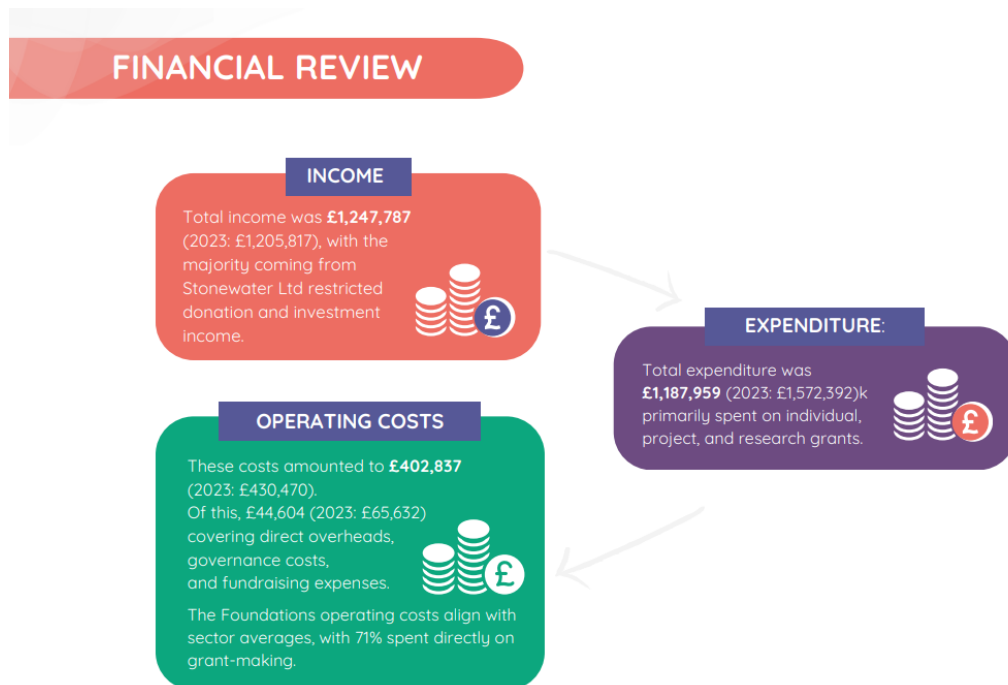 FINANCIAL REVIEW
INCOME
Total income was £1,247,787
(2023: £1,205,817), with the
majority coming from
Stonewater Ltd restricted
donation and investment
income.
£
EXPENDITURE:
Total expenditure was
£1,187,959 (2023: £1,572,392)k
primarily spent on individual,
project, and research grants.
£
OPERATING COSTS
These costs amounted to £402,837
(2023: £430,470).
Of this, £44,604 (2023: £65,632)
covering direct overheads,
governance costs,
and fundraising expenses.
£
The Foundations operating costs align with
sector averages, with 71% spent directly on
grant-making.